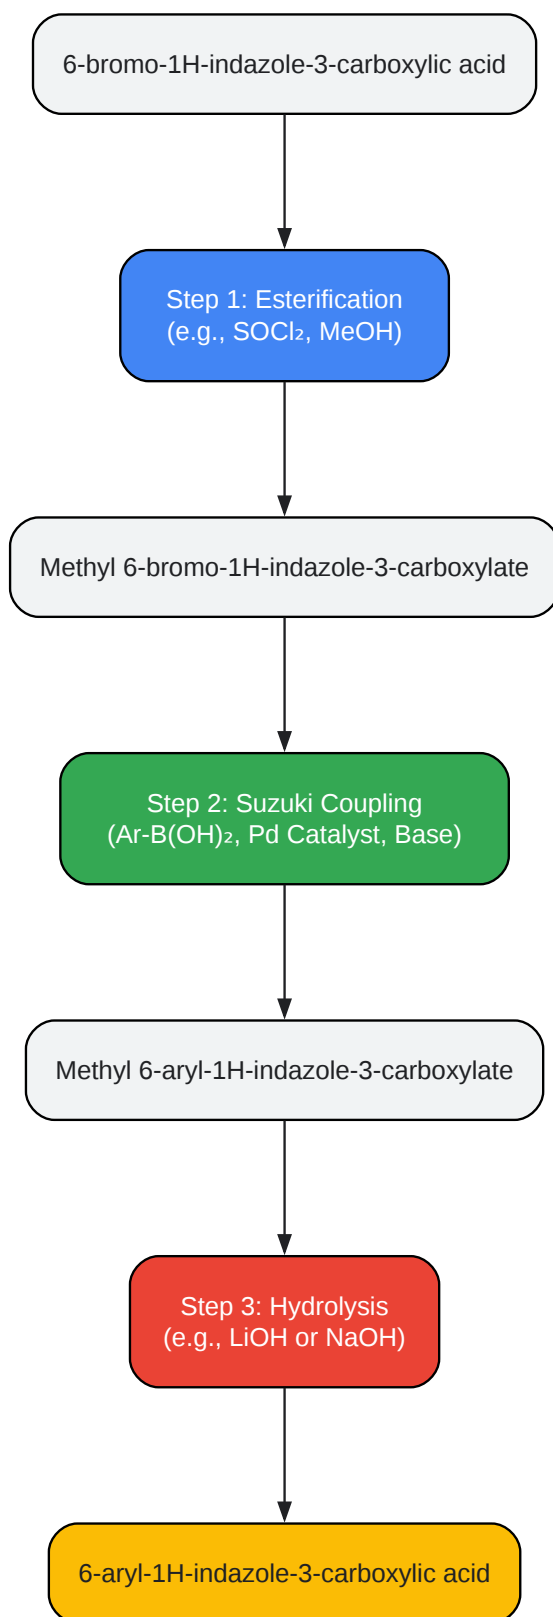 6-bromo-1H-indazole-3-carboxylic acid
Step 1: Esterification
(e.g., SOCl₂, MeOH)
Methyl 6-bromo-1H-indazole-3-carboxylate
Step 2: Suzuki Coupling
(Ar-B(OH)₂, Pd Catalyst, Base)
Methyl 6-aryl-1H-indazole-3-carboxylate
Step 3: Hydrolysis
(e.g., LiOH or NaOH)
6-aryl-1H-indazole-3-carboxylic acid